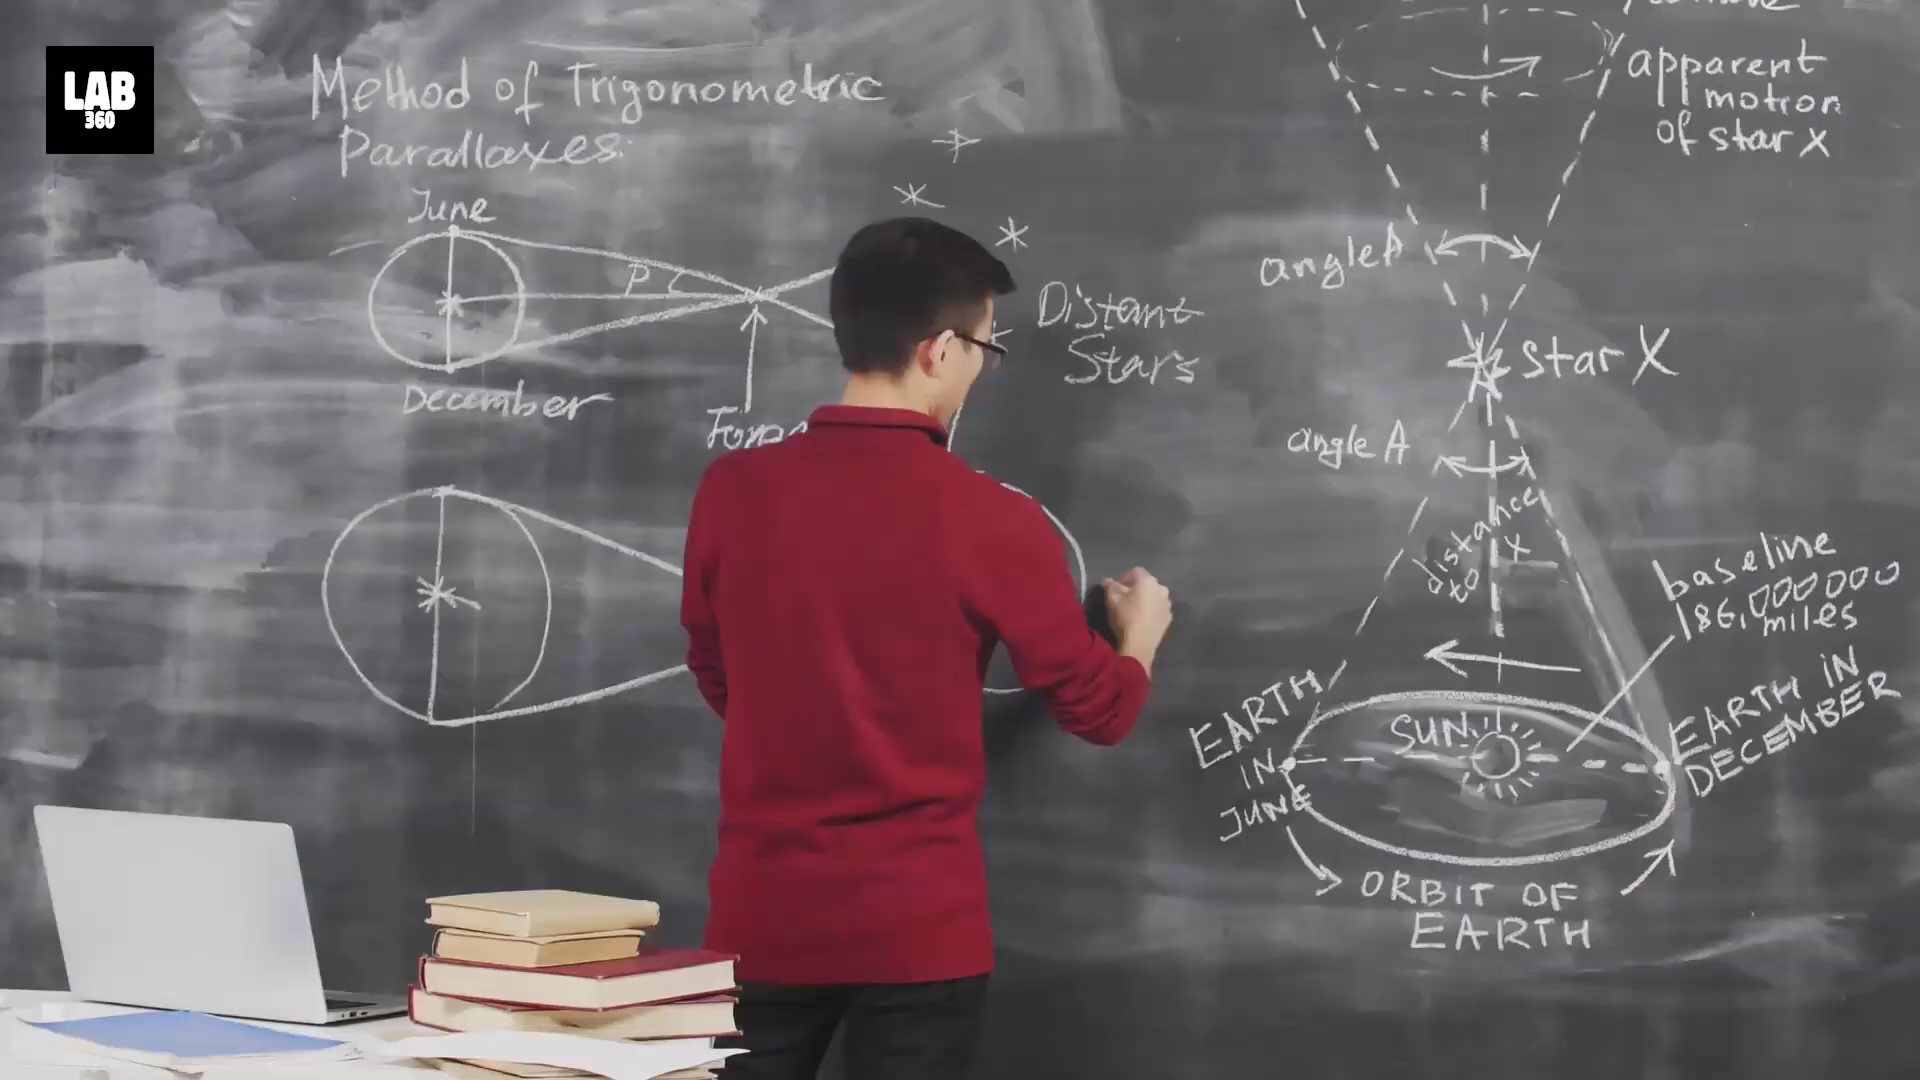 LAB
360
Method of Trigonometric
Parallaxes:
June
P
December
Distant
Stars
apparent
motion
of star X
angle A
star X
angle A
distance
to X
baseline
186,000000
miles
SUN
EARTH
IN
JUNE
EARTH IN
DECEMBER
ORBIT OF
EARTH